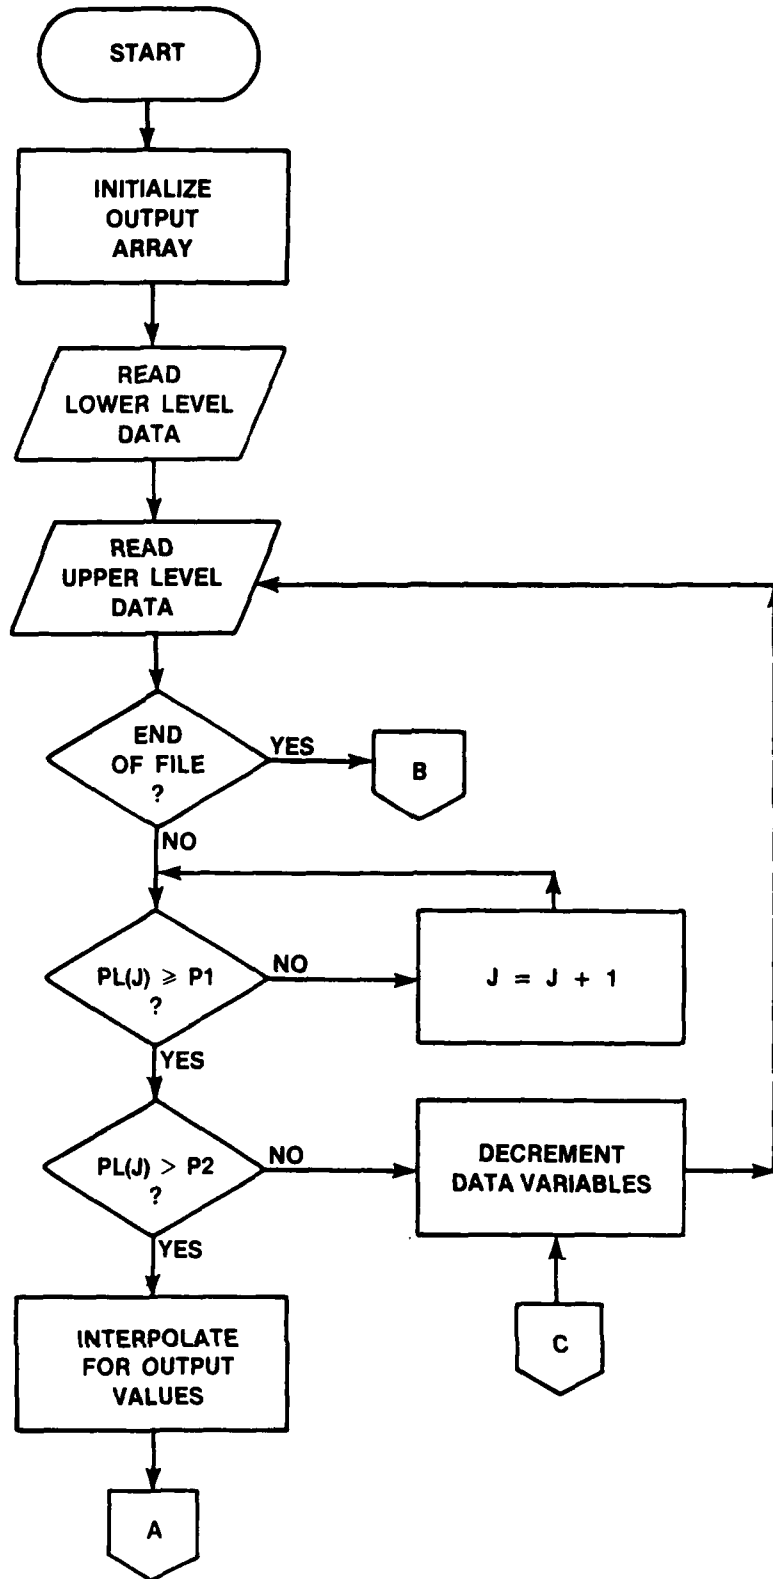 START
INITIALIZE
OUTPUT
ARRAY
READ
LOWER LEVEL
DATA
READ
UPPER LEVEL
DATA
END
OF FILE
?
YES
B
NO
PL(J) ⩾ P1
?
NO
J = J + 1
YES
PL(J) > P2
?
NO
DECREMENT
DATA VARIABLES
YES
INTERPOLATE
FOR OUTPUT
VALUES
C
A